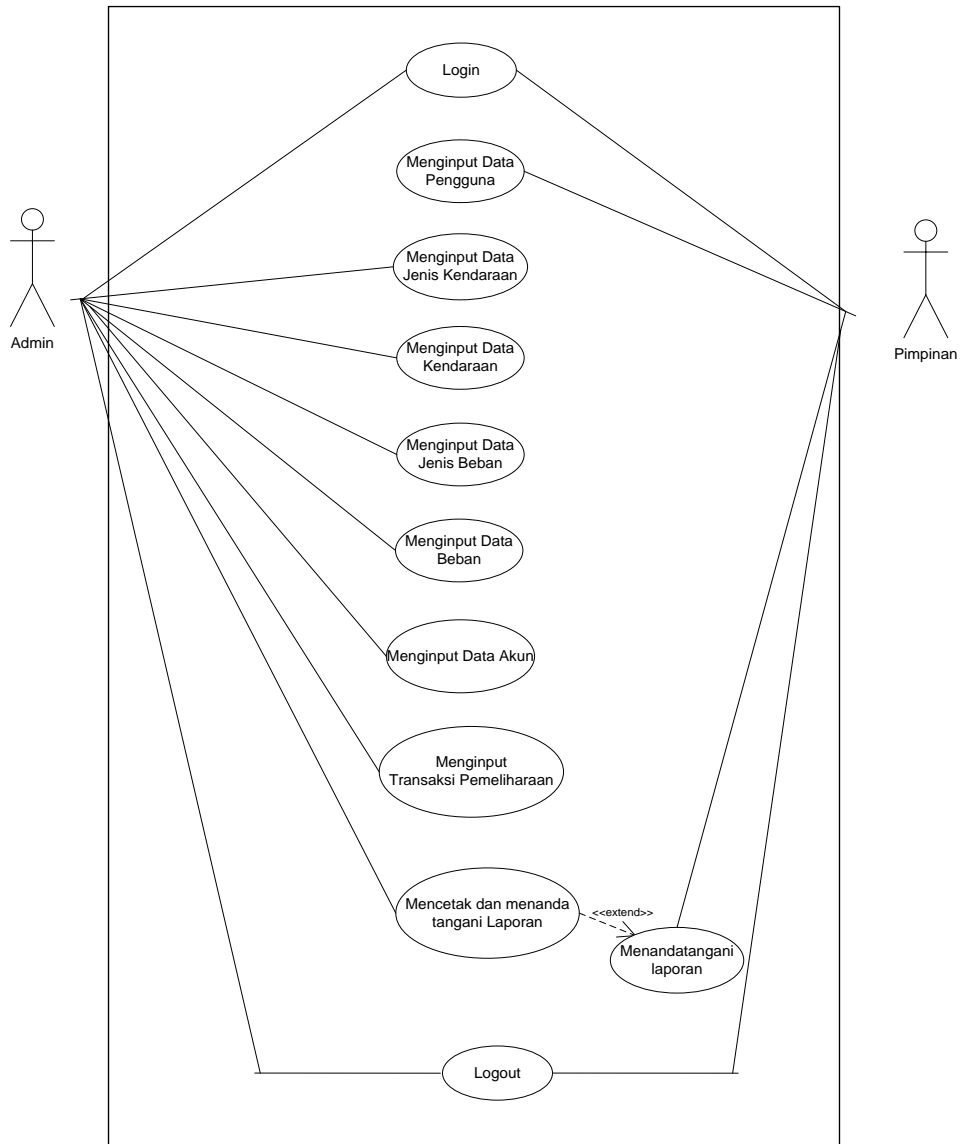 Login
Menginput Data
Pengguna
Menginput Data
Jenis Kendaraan
Admin
Menginput Data
Kendaraan
Pimpinan
Menginput Data
Jenis Beban
Menginput Data
Beban
Menginput Data Akun
Menginput
Transaksi Pemeliharaan
Mencetak dan menanda
tangani Laporan
<<extend>>
Menandatangani
laporan
Logout